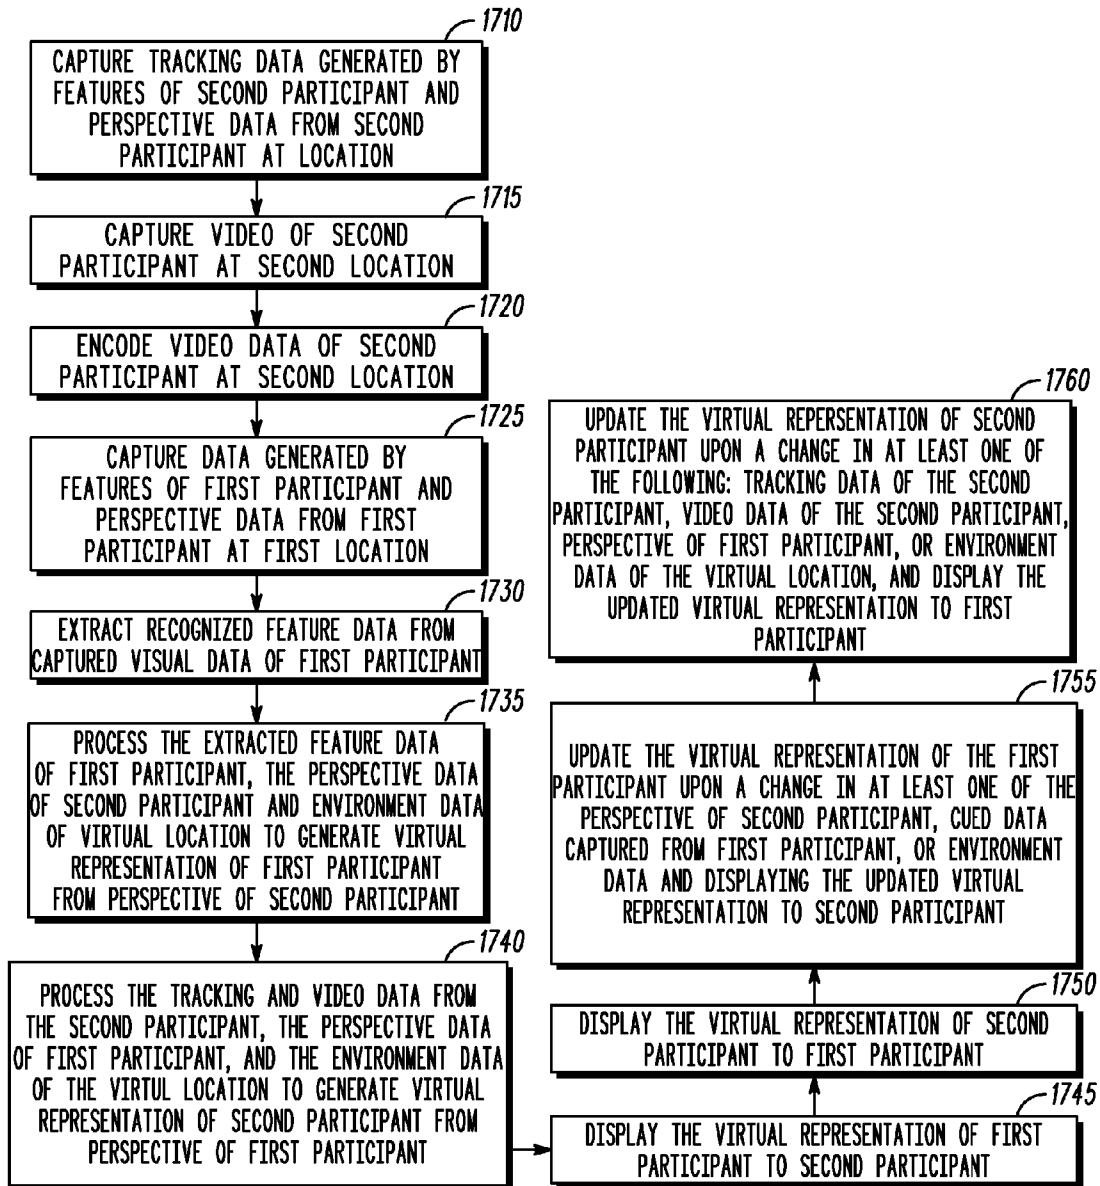 1710
CAPTURE TRACKING DATA GENERATED BY
FEATURES OF SECOND PARTICIPANT AND
PERSPECTIVE DATA FROM SECOND
PARTICIPANT AT LOCATION
1715
CAPTURE VIDEO OF SECOND
PARTICIPANT AT SECOND LOCATION
1720
ENCODE VIDEO DATA OF SECOND
PARTICIPANT AT SECOND LOCATION
1725
CAPTURE DATA GENERATED BY
FEATURES OF FIRST PARTICIPANT AND
PERSPECTIVE DATA FROM FIRST
PARTICIPANT AT FIRST LOCATION
1730
EXTRACT RECOGNIZED FEATURE DATA FROM
CAPTURED VISUAL DATA OF FIRST PARTICIPANT
1735
PROCESS THE EXTRACTED FEATURE DATA
OF FIRST PARTICIPANT, THE PERSPECTIVE DATA
OF SECOND PARTICIPANT AND ENVIRONMENT DATA
OF VIRTUAL LOCATION TO GENERATE VIRTUAL
REPRESENTATION OF FIRST PARTICIPANT
FROM PERSPECTIVE OF SECOND PARTICIPANT
1740
PROCESS THE TRACKING AND VIDEO DATA FROM
THE SECOND PARTICIPANT, THE PERSPECTIVE DATA
OF FIRST PARTICIPANT, AND THE ENVIRONMENT DATA
OF THE VIRTUL LOCATION TO GENERATE VIRTUAL
REPRESENTATION OF SECOND PARTICIPANT FROM
PERSPECTIVE OF FIRST PARTICIPANT
1745
DISPLAY THE VIRTUAL REPRESENTATION OF FIRST
PARTICIPANT TO SECOND PARTICIPANT
1750
DISPLAY THE VIRTUAL REPRESENTATION OF SECOND
PARTICIPANT TO FIRST PARTICIPANT
1755
UPDATE THE VIRTUAL REPRESENTATION OF THE FIRST
PARTICIPANT UPON A CHANGE IN AT LEAST ONE OF THE
PERSPECTIVE OF SECOND PARTICIPANT, CUED DATA
CAPTURED FROM FIRST PARTICIPANT, OR ENVIRONMENT
DATA AND DISPLAYING THE UPDATED VIRTUAL
REPRESENTATION TO SECOND PARTICIPANT
1760
UPDATE THE VIRTUAL REPERSENTATION OF SECOND
PARTICIPANT UPON A CHANGE IN AT LEAST ONE OF
THE FOLLOWING: TRACKING DATA OF THE SECOND
PARTICIPANT, VIDEO DATA OF THE SECOND PARTICIPANT,
PERSPECTIVE OF FIRST PARTICIPANT, OR ENVIRONMENT
DATA OF THE VIRTUAL LOCATION, AND DISPLAY THE
UPDATED VIRTUAL REPRESENTATION TO FIRST
PARTICIPANT